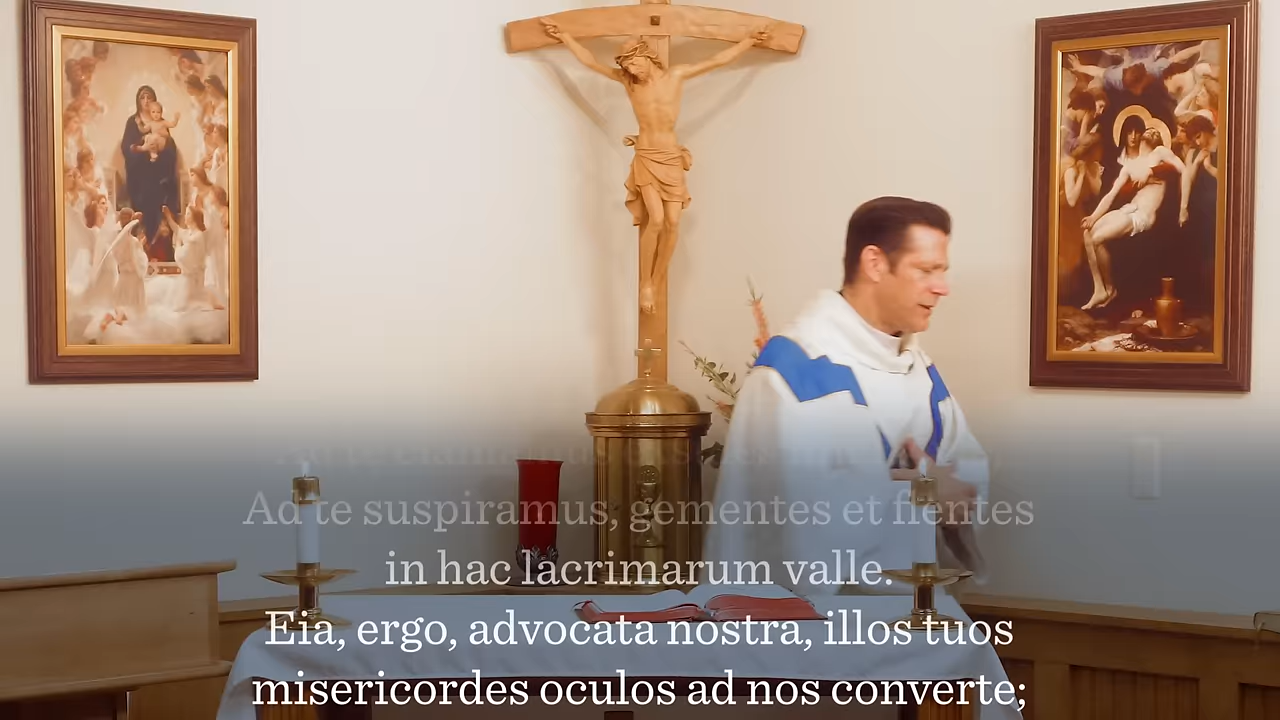 Ad te suspiramus, gementes et flentes
in hac lacrimarum valle.
Eia, ergo, advocata nostra, illos tuos
misericordes oculos ad nos converte;